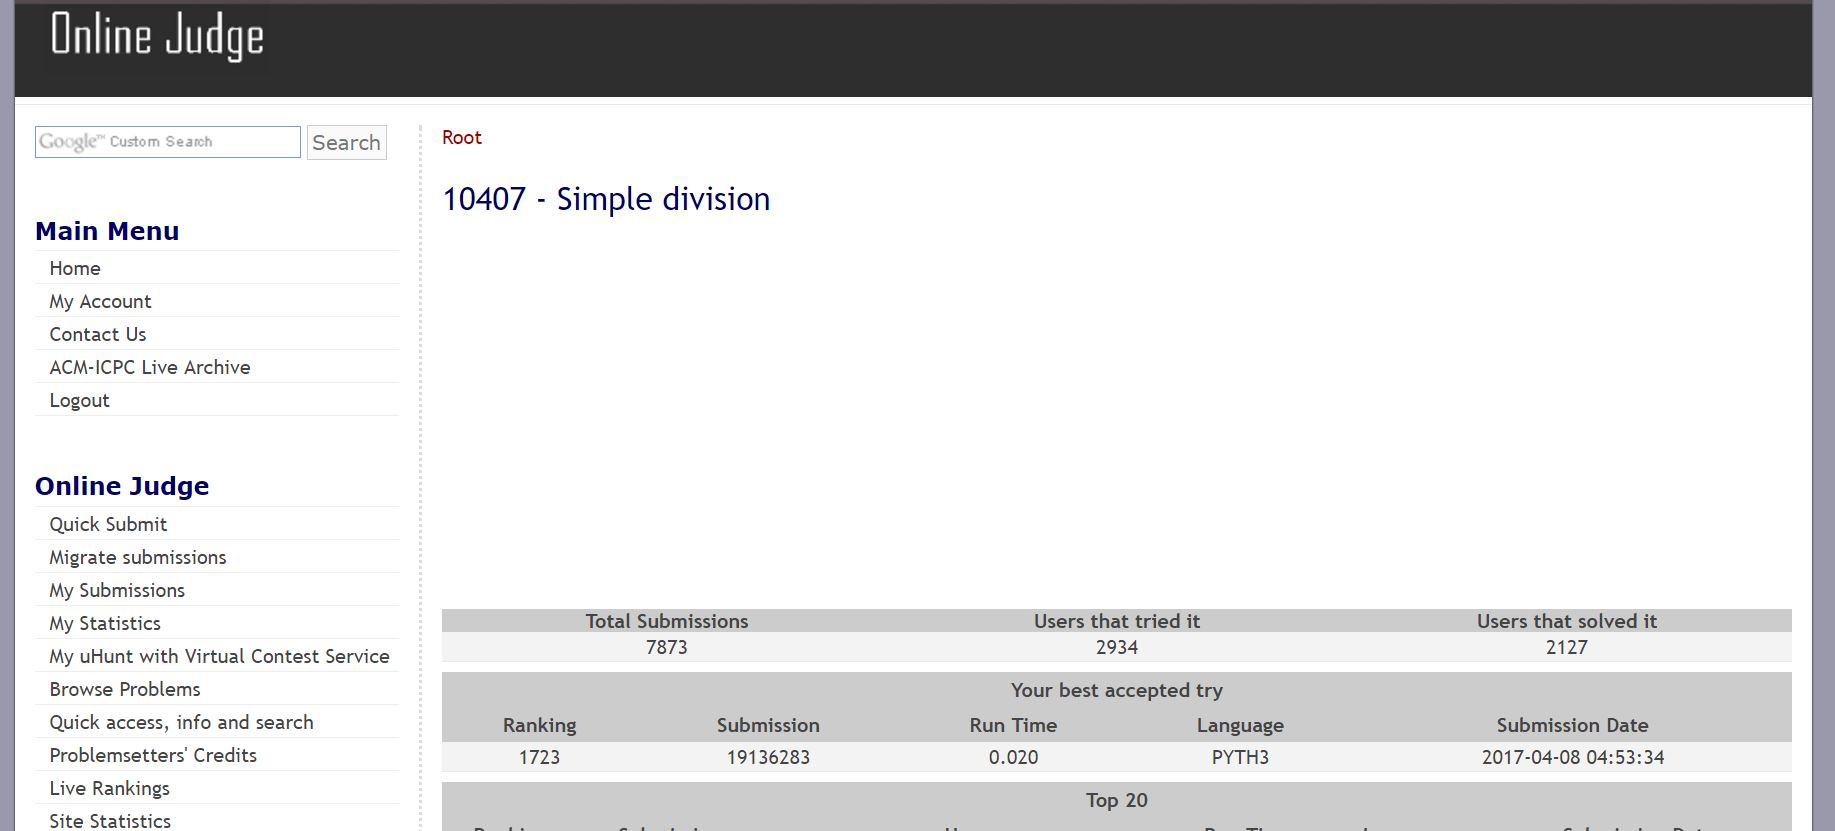 Online Judge
Google™ Custom Search
Search
Main Menu
Home
My Account
Contact Us
ACM-ICPC Live Archive
Logout
Online Judge
Quick Submit
Migrate submissions
My Submissions
My Statistics
My uHunt with Virtual Contest Service
Browse Problems
Quick access, info and search
Problemsetters' Credits
Live Rankings
Site Statistics
Root
10407 - Simple division
Total Submissions Users that tried it Users that solved it
7873 2934 2127
Your best accepted try
Ranking Submission Run Time Language Submission Date
1723 19136283 0.020 PYTH3 2017-04-08 04:53:34
Top 20